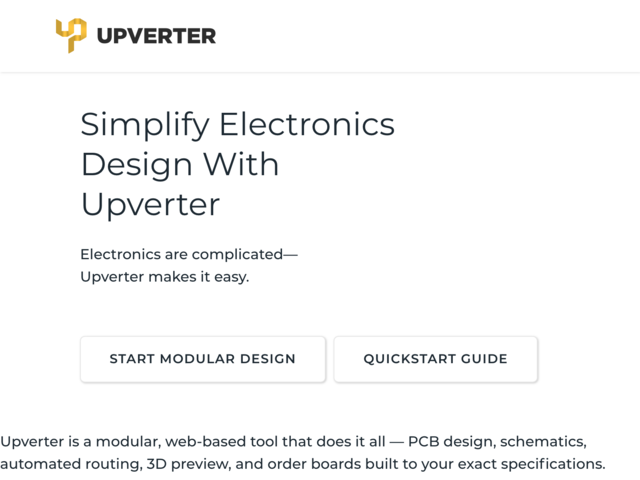 UPVERTER
Simplify Electronics
Design With
Upverter
Electronics are complicated—
Upverter makes it easy.
START MODULAR DESIGN
QUICKSTART GUIDE
Upverter is a modular, web-based tool that does it all — PCB design, schematics,
automated routing, 3D preview, and order boards built to your exact specifications.